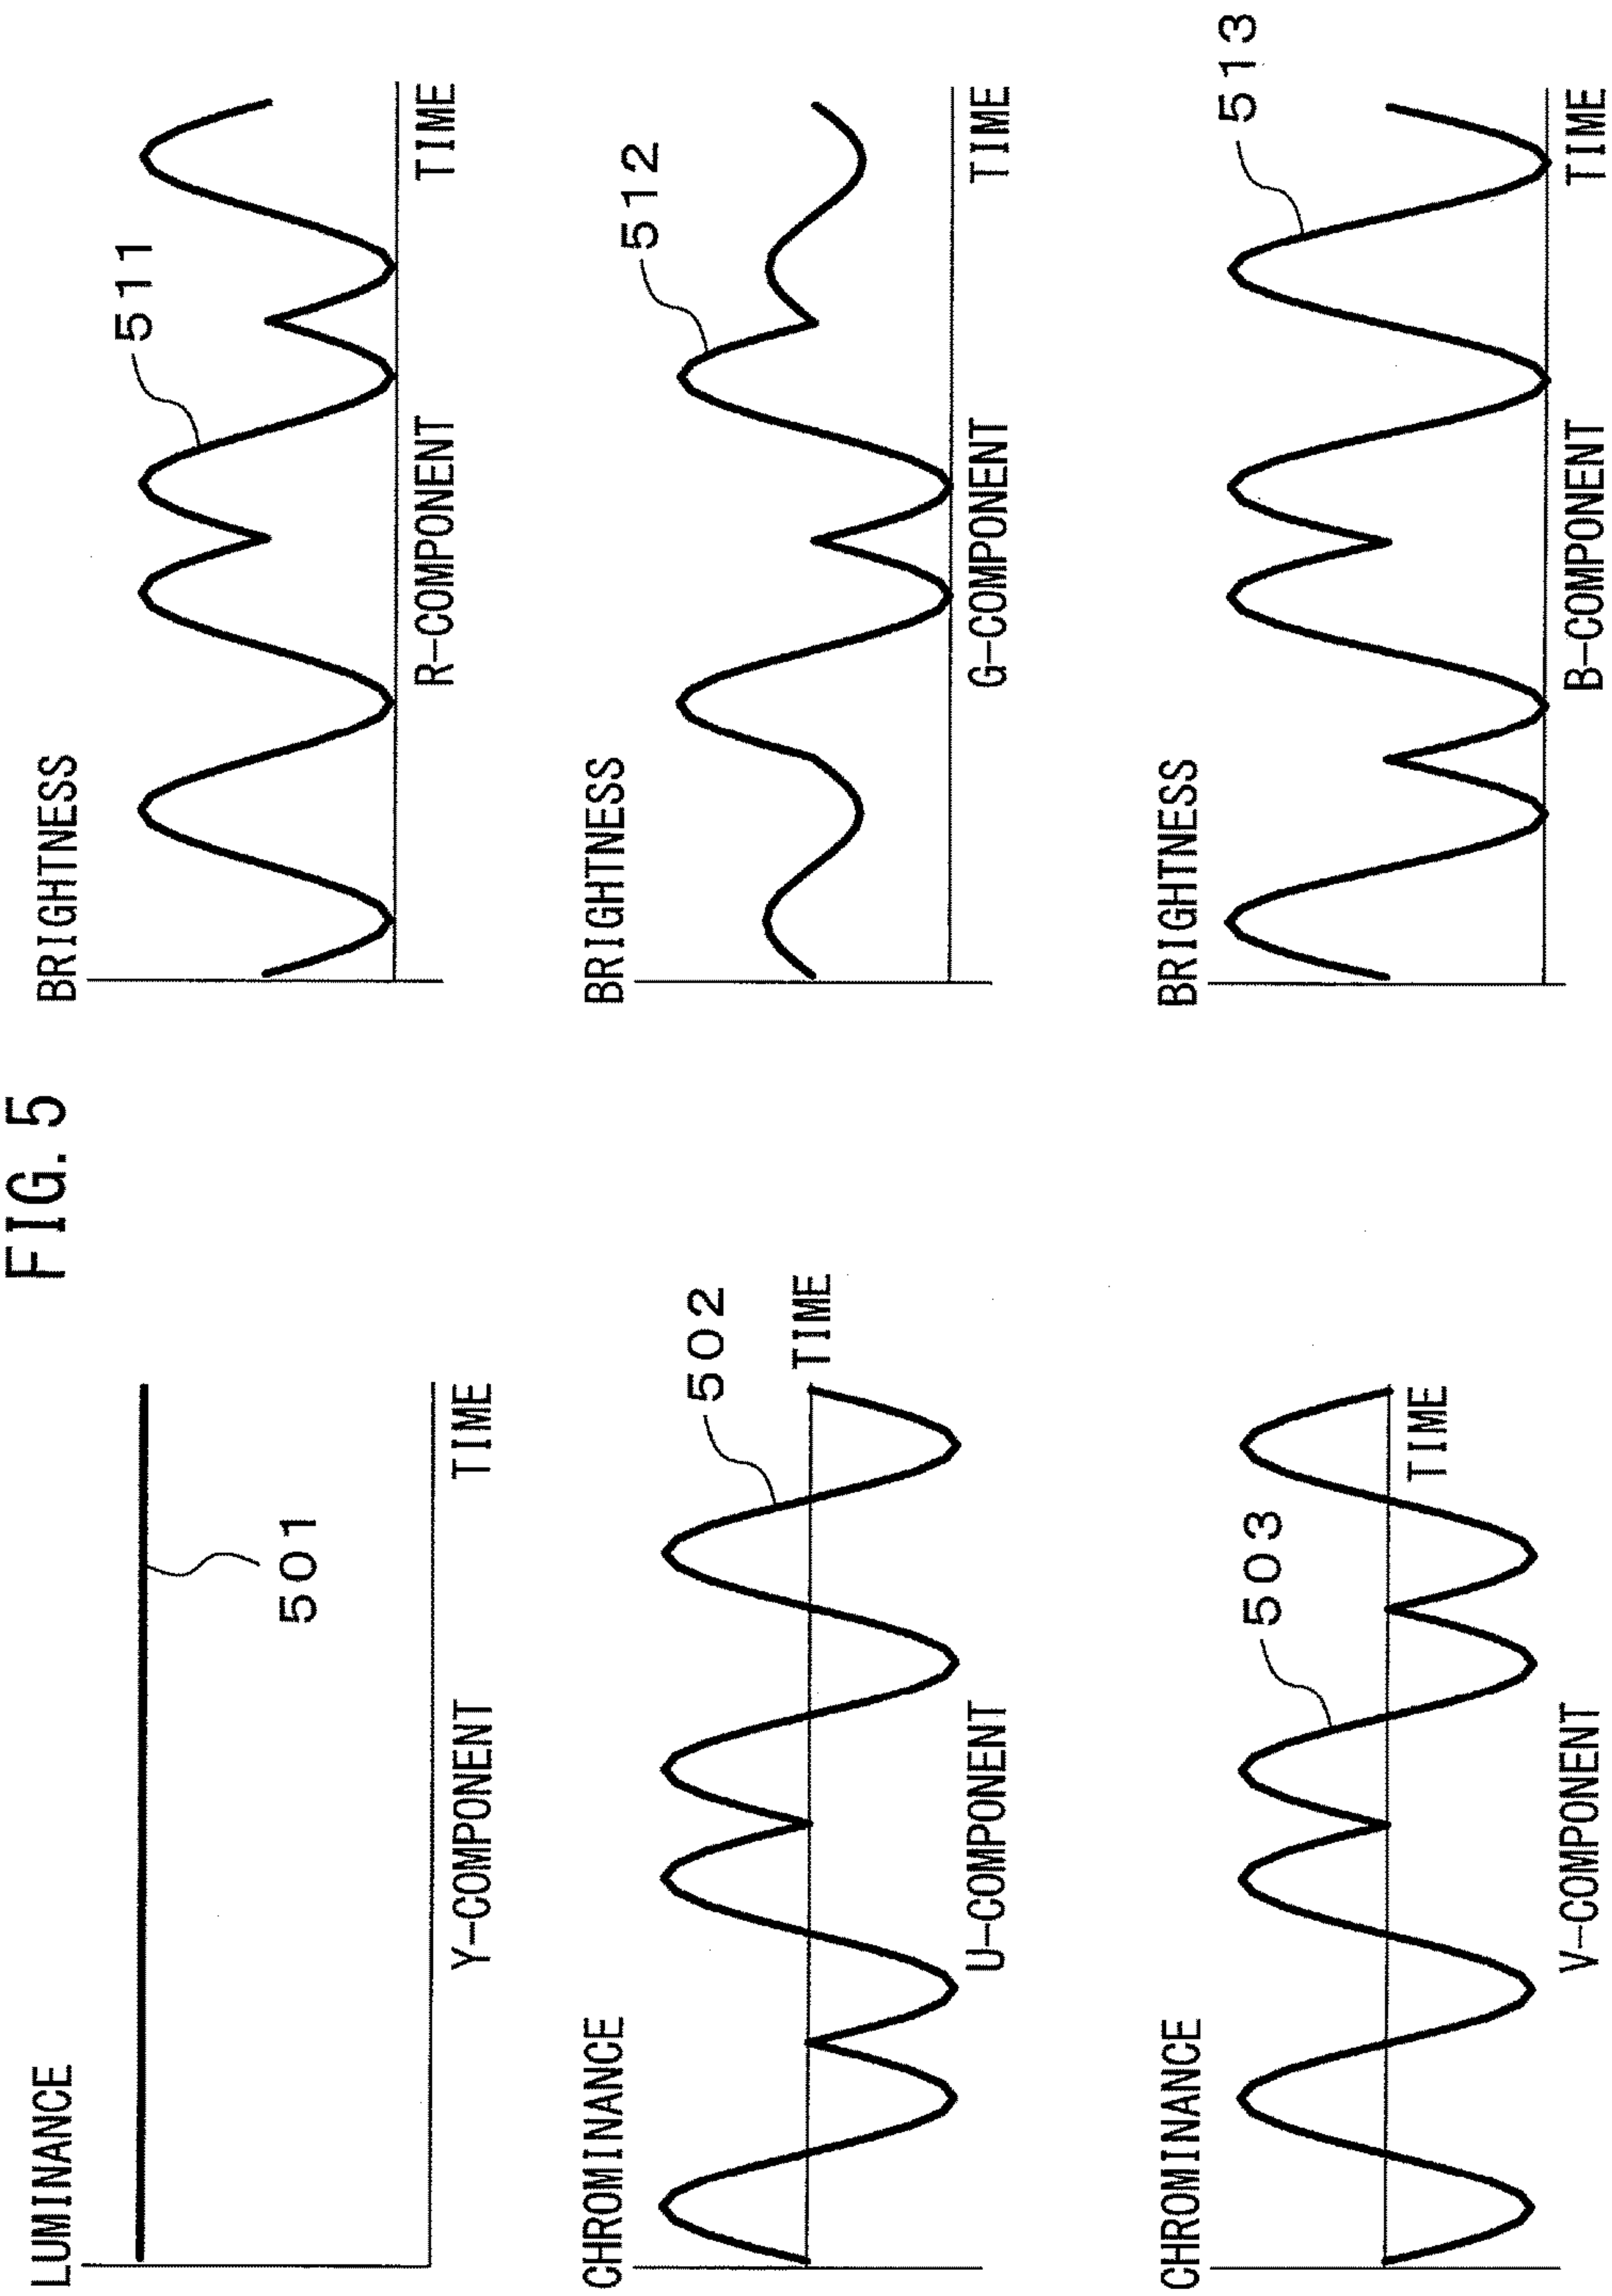 FIG. 5
LUMINANCE
501
TIME
Y-COMPONENT
CHROMINANCE
502
TIME
U-COMPONENT
CHROMINANCE
503
TIME
V-COMPONENT
BRIGHTNESS
511
TIME
R-COMPONENT
BRIGHTNESS
512
TIME
G-COMPONENT
BRIGHTNESS
513
TIME
B-COMPONENT